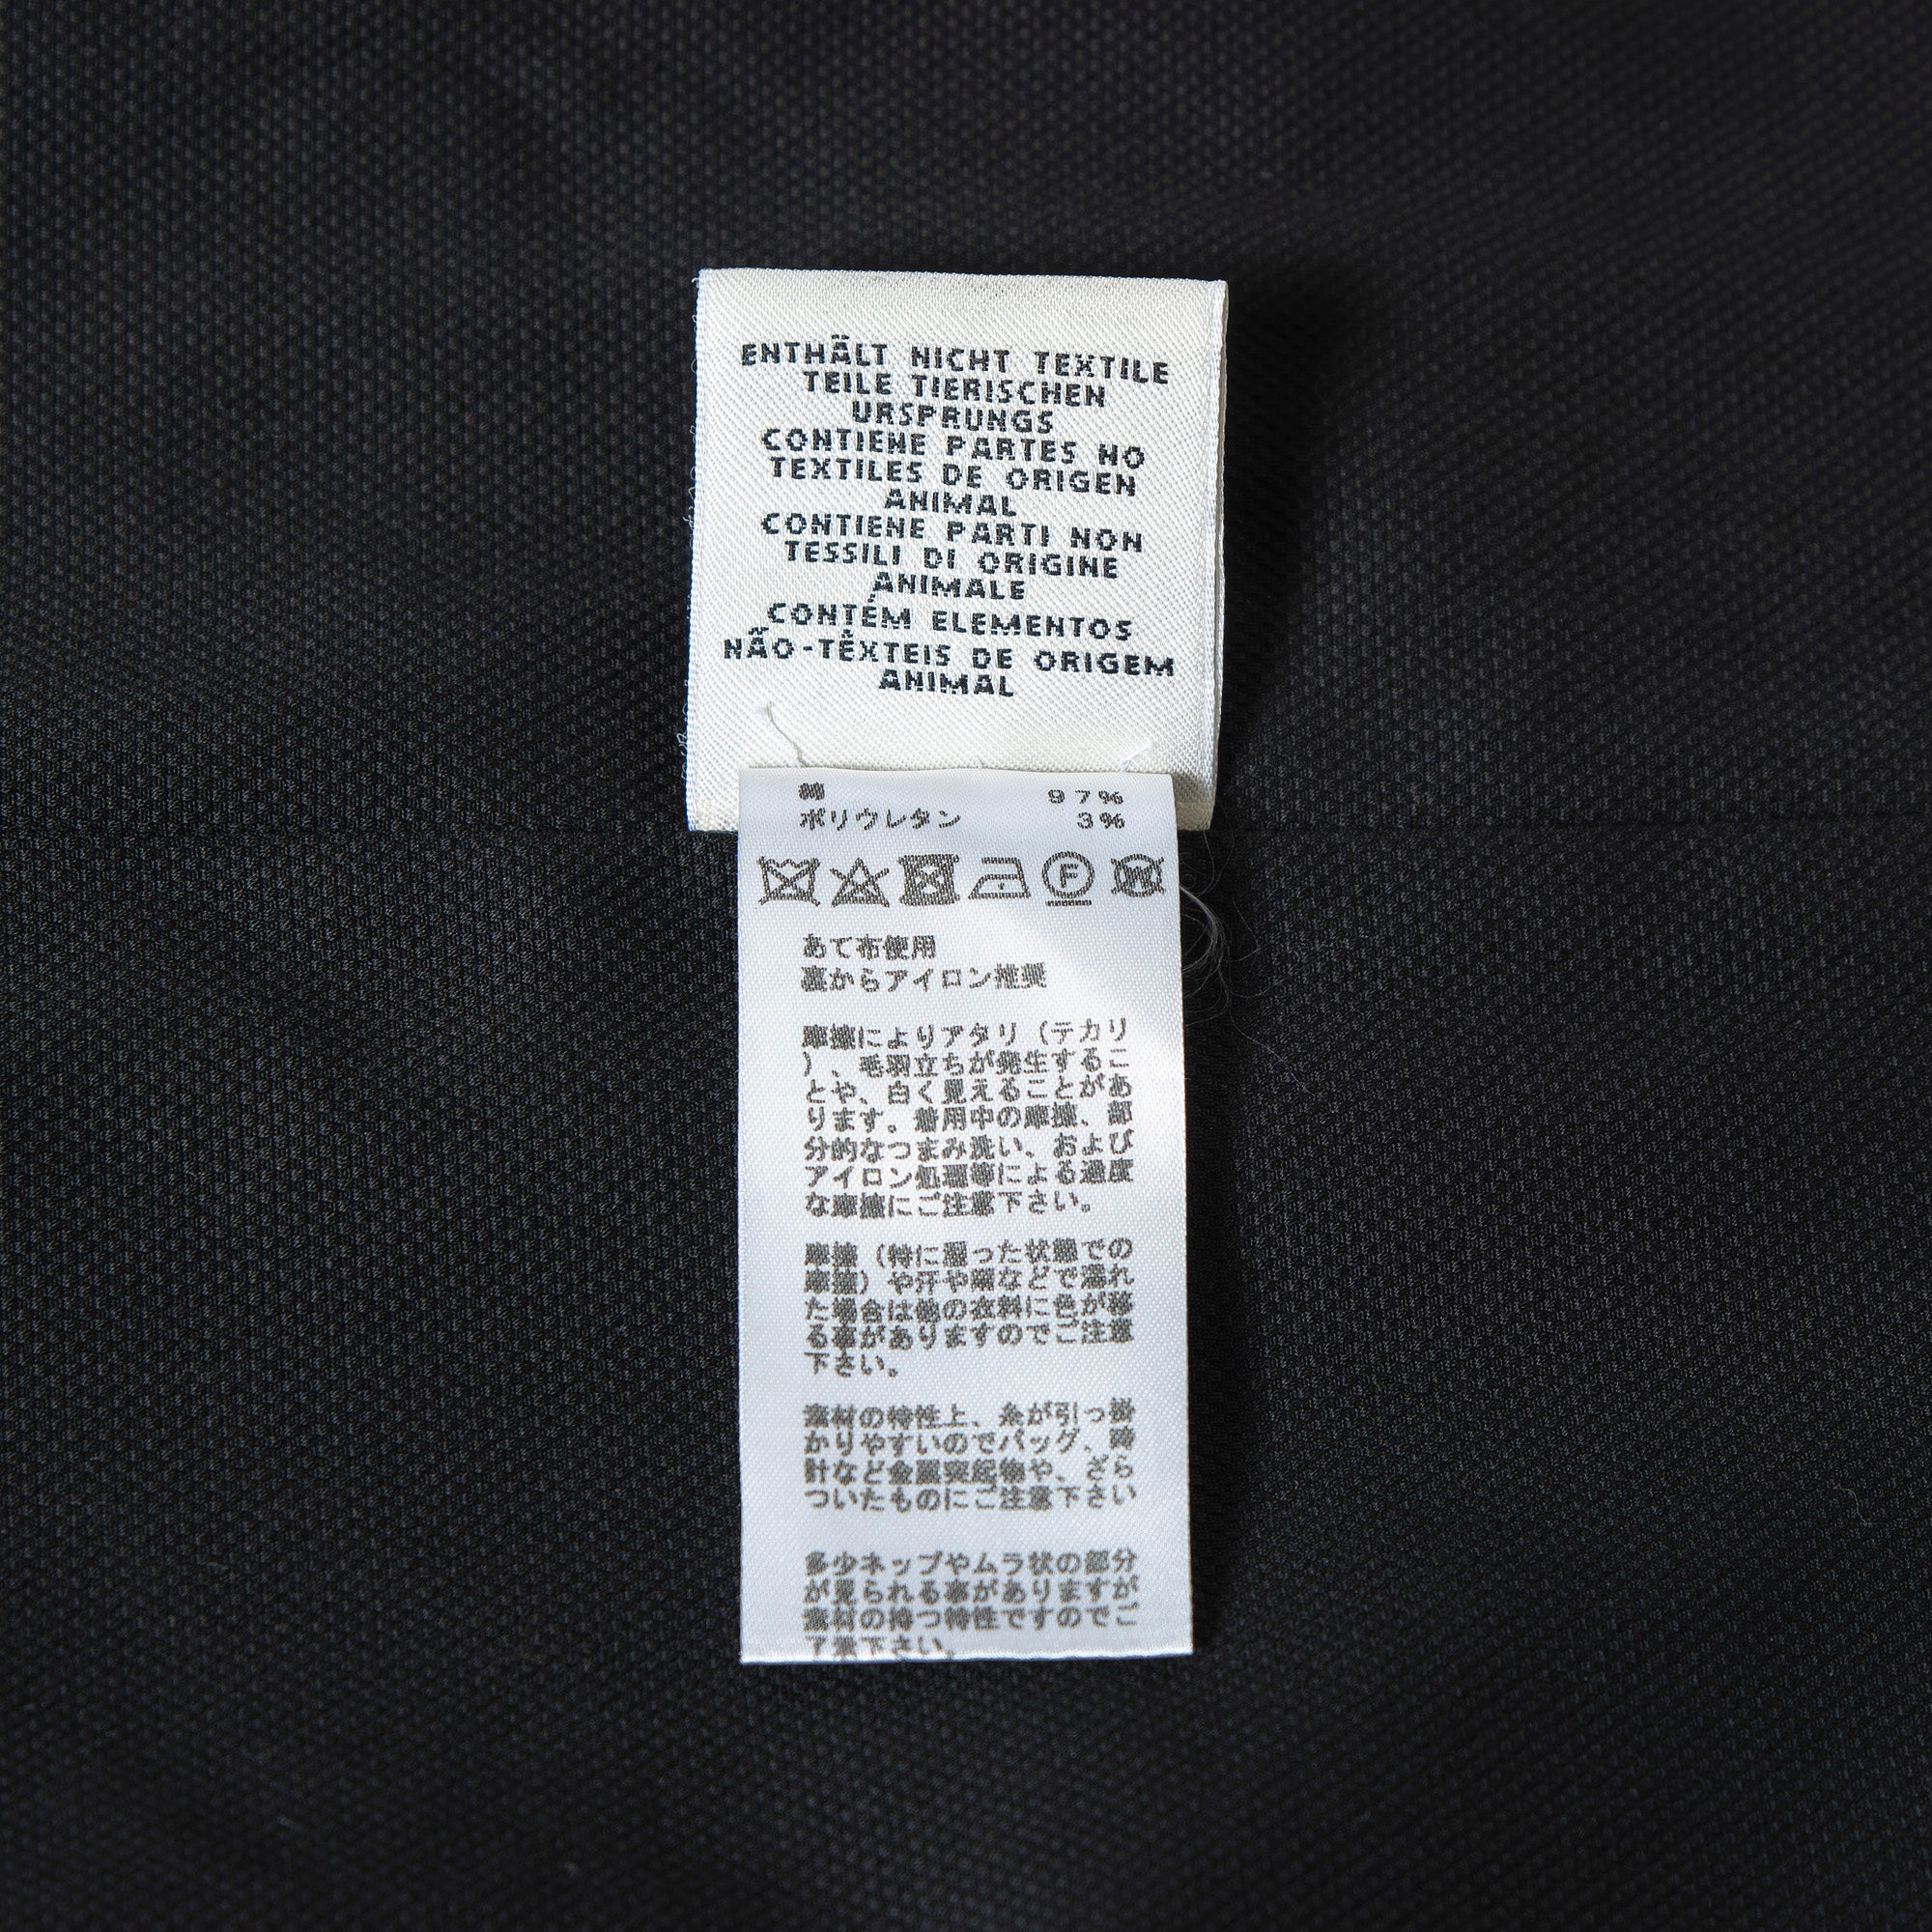 ENTHÄLT NICHT TEXTILE
TEILE TIERISCHEN
URSPRUNGS
CONTIENE PARTES NO
TEXTILES DE ORIGEN
ANIMAL
CONTIENE PARTI NON
TESSILI DI ORIGINE
ANIMALE
CONTÉM ELEMENTOS
NÃO-TÊXTEIS DE ORIGEM
ANIMAL
綿 97%
ポリウレタン 3%
F W
あて布使用
裏からアイロン推奨
摩擦によりアタリ（テカリ
）、毛羽立ちが発生するこ
とや、白く見えることがあ
ります。着用中の摩擦、部
分的なつまみ洗い、および
アイロン処理等による過度
な摩擦にご注意下さい。
摩擦（特に湿った状態での
摩擦）や汗や雨などで濡れ
た場合は他の衣料に色が移
る事がありますのでご注意
下さい。
素材の特性上、糸が引っ掛
かりやすいのでバッグ、時
計など金属突起物や、ざら
ついたものにご注意下さい
多少ネップやムラ状の部分
が見られる事がありますが
素材の持つ特性ですのでご
了承下さい。